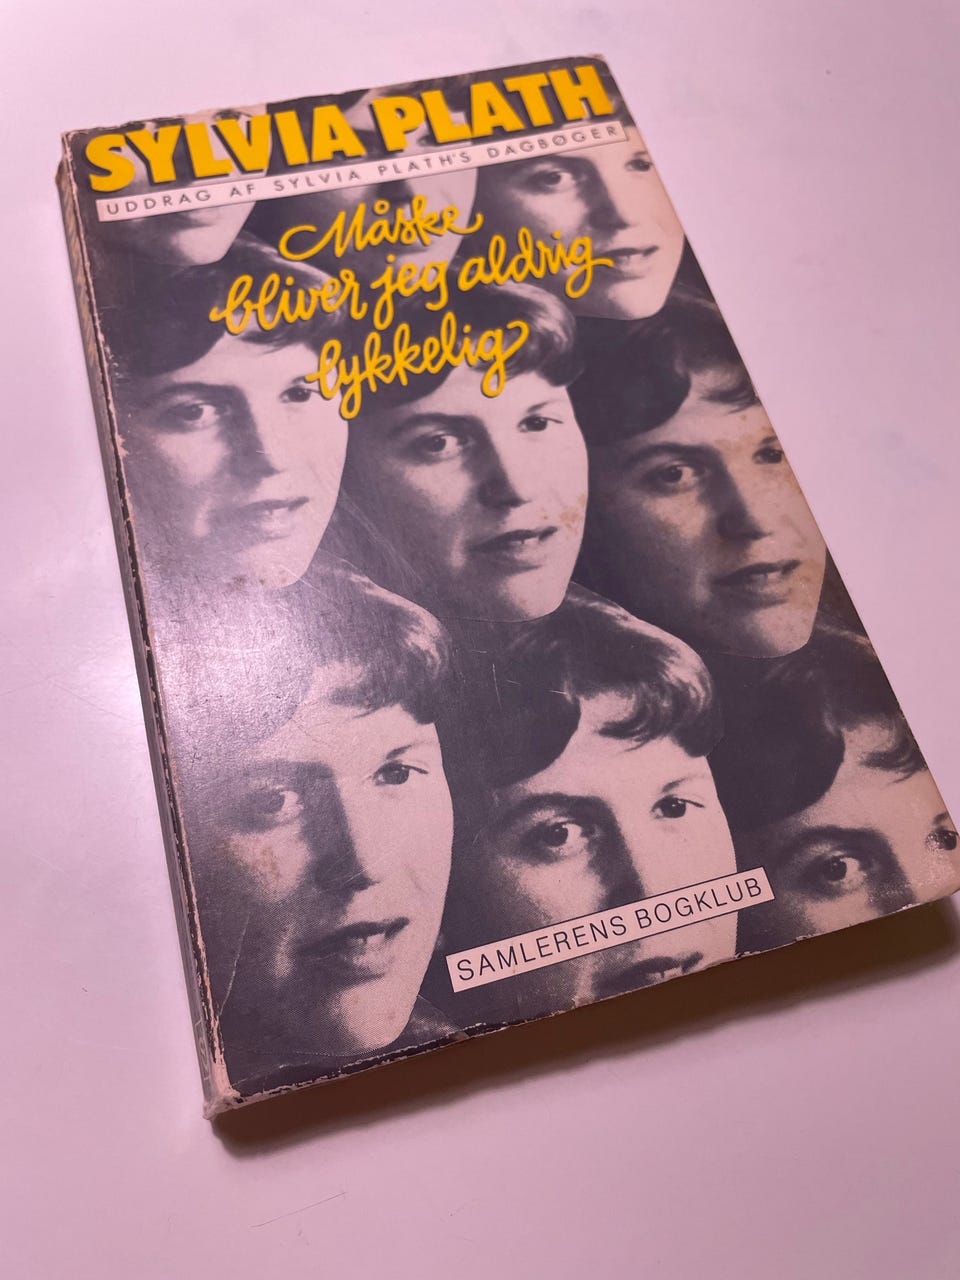 SYLVIA PLATH
UDDRAG AF SYLVIA PLATH'S DAGBØGER
Måske
bliver jeg aldrig
lykkelig
SAMLERENS BOGKLUB